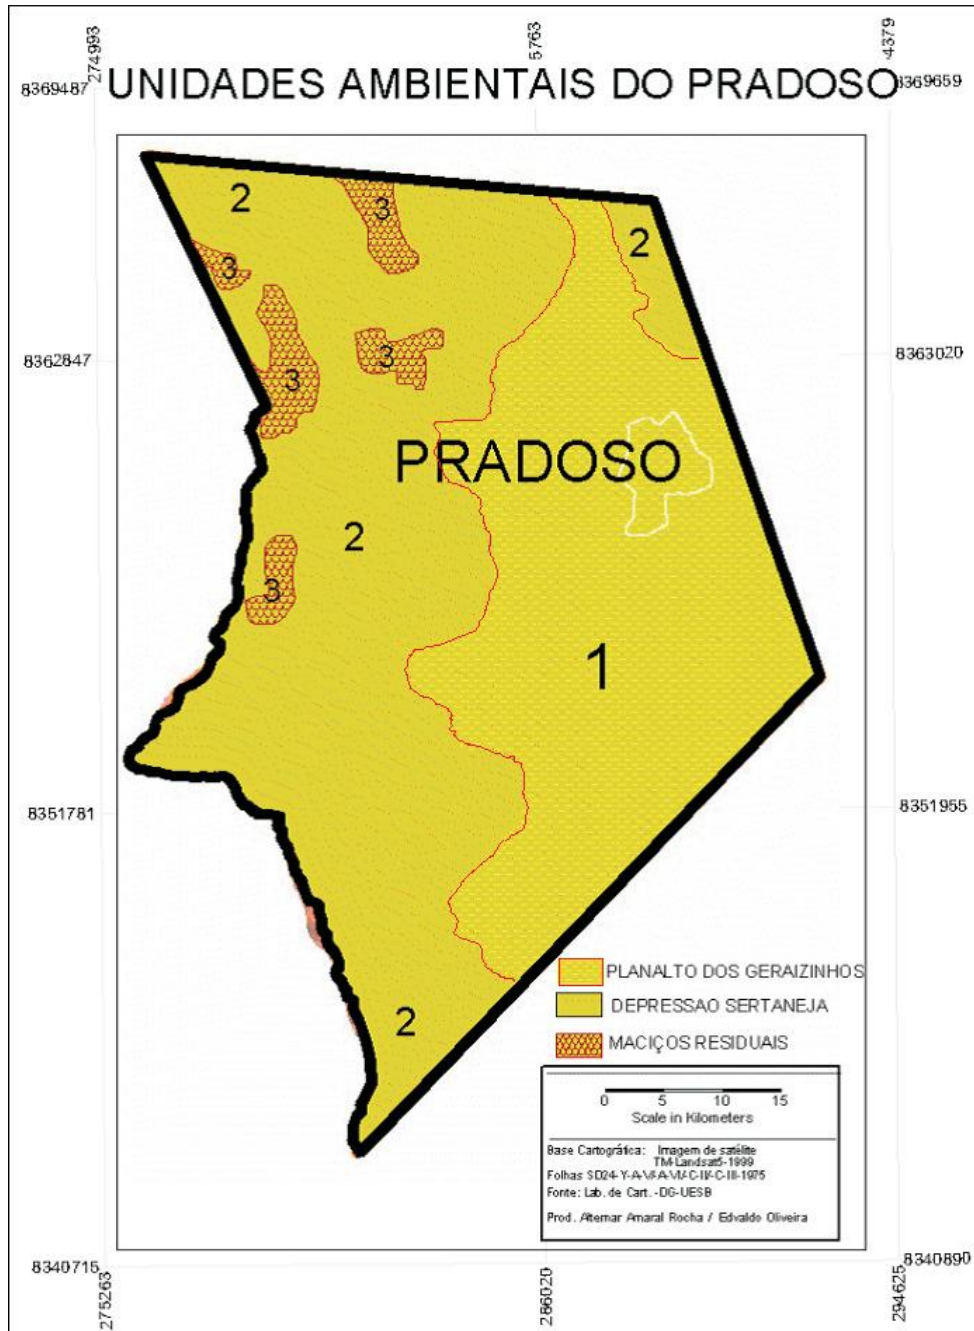 274993
5763
4379
8369487
UNIDADES AMBIENTAIS DO PRADOSO
8369659
2
3
2
3
8362847
3
3
8363020
PRADOSO
2
3
1
8351781
8351955
PLANALTO DOS GERAIZINHOS
2
DEPRESSAO SERTANEJA
MACIÇOS RESIDUAIS
0 5 10 15
Scale in Kilometers
Base Cartográfica: Imagem de satélite
TM-Landsat5-1999
Folhas
Fonte: Lab. de Cart. -DG-UESB
Prod. Altemar Amaral Rocha / Edvaldo Oliveira
8340715
8340890
275263
286020
294625